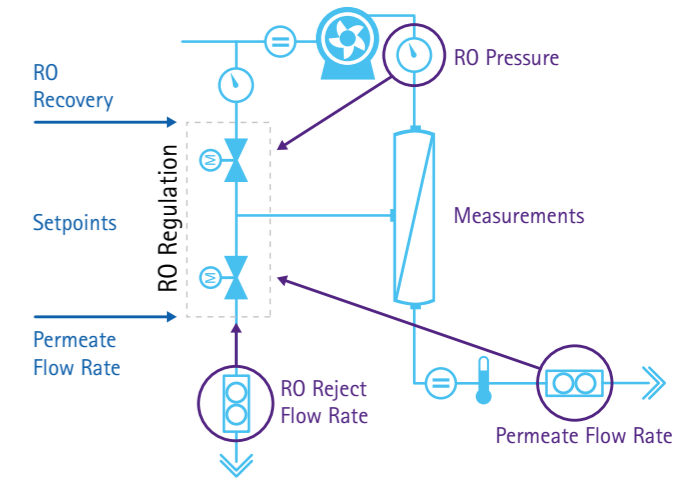 RO
Recovery
Setpoints
Permeate
Flow Rate
RO Regulation
M
M
RO Pressure
Measurements
RO Reject
Flow Rate
Permeate Flow Rate